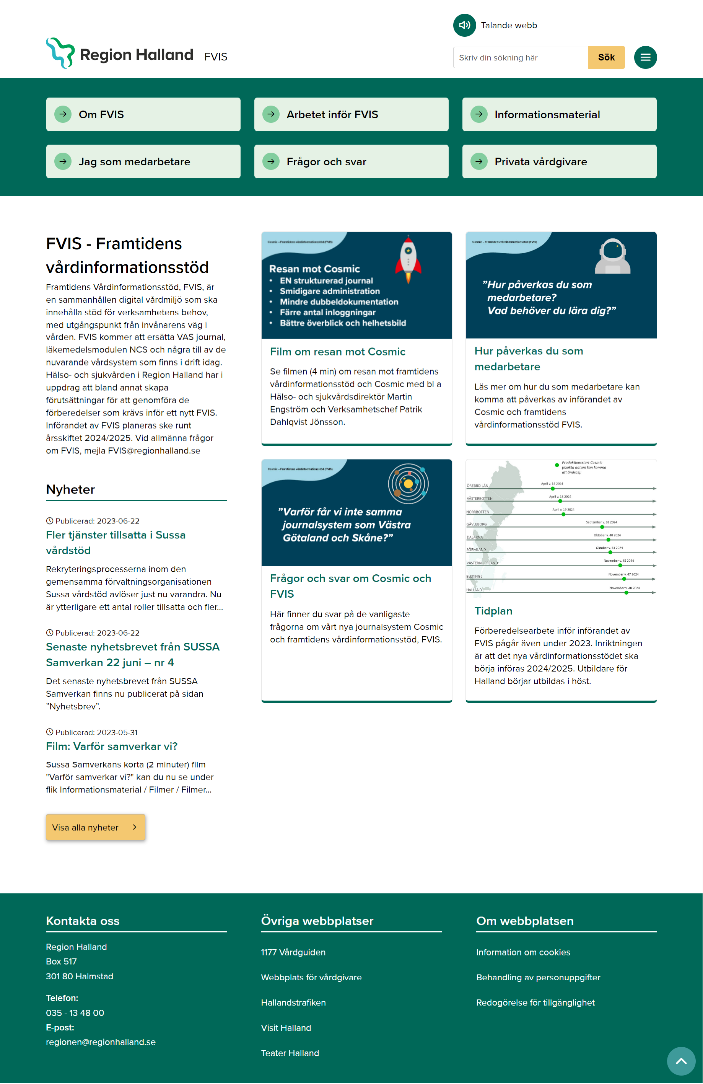 Talande webb
Region Halland
FVIS
Skriv din sökning här
Sök
Om FVIS
Arbetet inför FVIS
Informationsmaterial
Jag som medarbetare
Frågor och svar
Privata vårdgivare
FVIS - Framtidens
vårdinformationsstöd
Framtidens Vårdinformationsstöd, FVIS, är
en sammanhållen digital vårdmiljö som ska
innehålla stöd för verksamhetens behov,
med utgångspunkt från invånarens väg i
vården. FVIS kommer att ersätta VAS journal,
läkemedelsmodulen NCS och några till av de
nuvarande vårdsystem som finns i drift idag.
Hälso- och sjukvården i Region Halland har i
uppdrag att bland annat skapa
förutsättningar för att genomföra de
förberedelser som krävs inför ett nytt FVIS.
Införandet av FVIS planeras ske runt
årsskiftet 2024/2025. Vid allmänna frågor
om FVIS, mejla FVIS@regionhalland.se
Nyheter
Publicerad: 2023-06-22
Fler tjänster tillsatta i Sussa
vårdstöd
Rekryteringsprocesserna inom den
gemensamma förvaltningsorganisationen
Sussa vårdstöd avlöser just nu varandra. Nu
är ytterligare ett antal roller tillsatta och fler...
Publicerad: 2023-06-22
Senaste nyhetsbrevet från SUSSA
Samverkan 22 juni – nr 4
Det senaste nyhetsbrevet från SUSSA
Samverkan finns nu publicerat på sidan
"Nyhetsbrev".
Publicerad: 2023-05-31
Film: Varför samverkar vi?
Sussa Samverkans korta (2 minuter) film
"Varför samverkar vi?" kan du nu se under
flik Informationsmaterial / Filmer / Filmer...
Visa alla nyheter
Resan mot Cosmic
• EN strukturerad journal
• Smidigare administration
• Mindre dubbeldokumentation
• Färre antal inloggningar
• Bättre överblick och helhetsbild
Film om resan mot Cosmic
Se filmen (4 min) om resan mot framtidens
vårdinformationsstöd och Cosmic med bl a
Hälso- och sjukvårdsdirektör Martin
Engström och Verksamhetschef Patrik
Dahlqvist Jönsson.
"Hur påverkas du som
medarbetare?
Vad behöver du lära dig?"
Hur påverkas du som
medarbetare
Läs mer om hur du som medarbetare kan
komma att påverkas av införandet av
Cosmic och framtidens
vårdinformationsstöd FVIS.
"Varför får vi inte samma
journalsystem som Västra
Götaland och Skåne?"
Frågor och svar om Cosmic och
FVIS
Här finner du svar på de vanligaste
frågorna om vårt nya journalsystem Cosmic
och framtidens vårdinformationsstöd, FVIS.
Tidplan
Förberedelsearbete inför införandet av
FVIS pågår även under 2023. Inriktningen
är att det nya vårdinformationsstödet ska
börja införas 2024/2025. Utbildare för
Halland börjar utbildas i höst.
Kontakta oss
Region Halland
Box 517
301 80 Halmstad
Telefon:
035 - 13 48 00
E-post:
regionen@regionhalland.se
Övriga webbplatser
1177 Vårdguiden
Webbplats för vårdgivare
Hallandstrafiken
Visit Halland
Teater Halland
Om webbplatsen
Information om cookies
Behandling av personuppgifter
Redogörelse för tillgänglighet